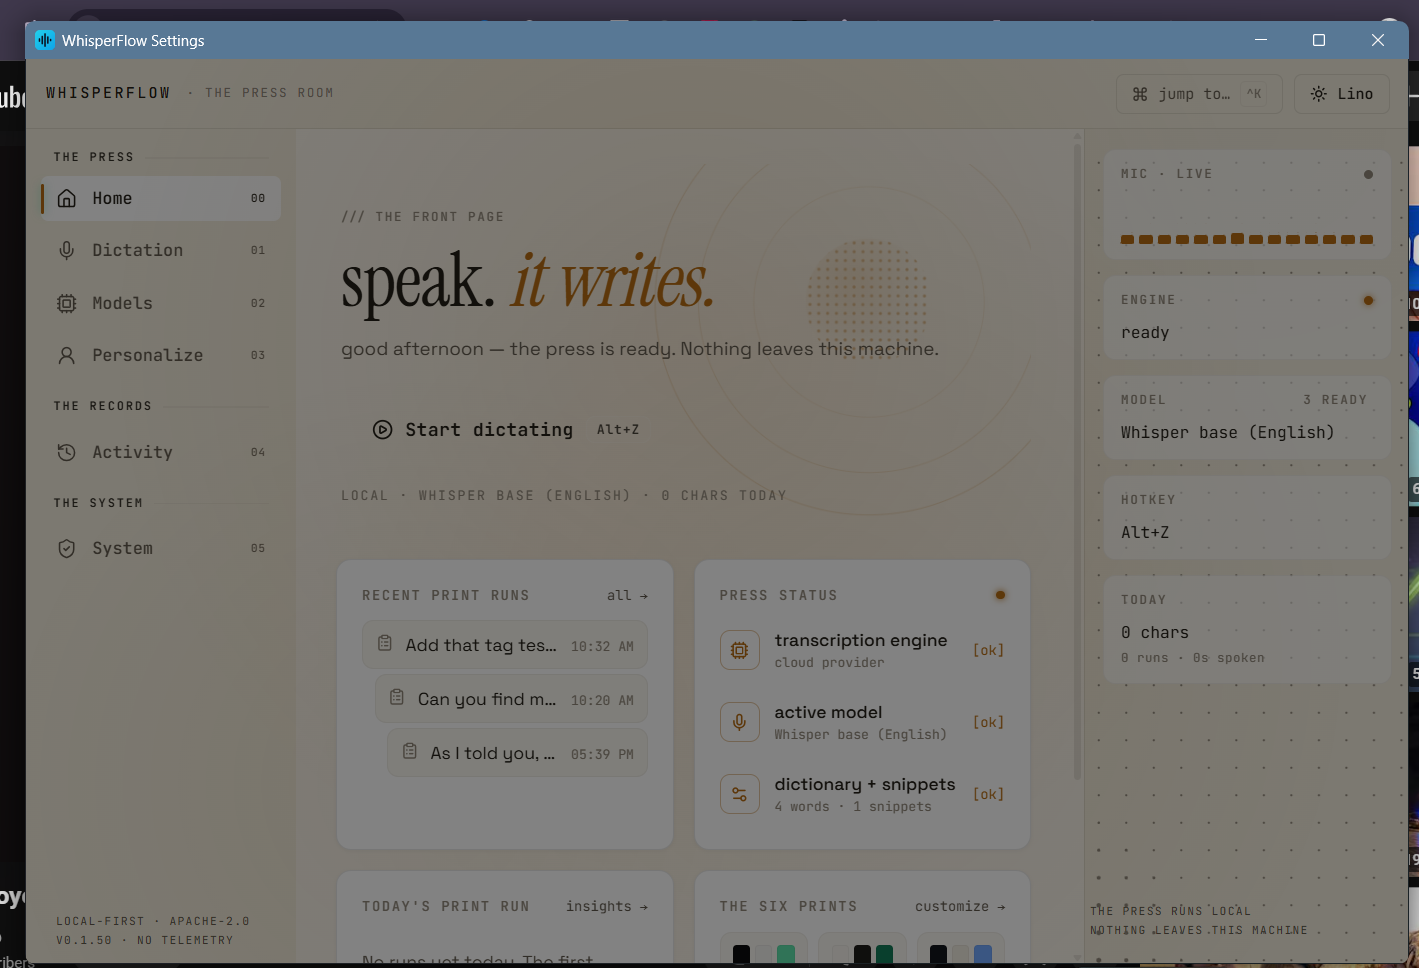 WhisperFlow Settings
WHISPERFLOW · THE PRESS ROOM
jump to… ^K
Lino
THE PRESS
Home 00
Dictation 01
Models 02
Personalize 03
THE RECORDS
Activity 04
THE SYSTEM
System 05
LOCAL-FIRST · APACHE-2.0
V0.1.50 · NO TELEMETRY
/// THE FRONT PAGE
speak. it writes.
good afternoon — the press is ready. Nothing leaves this machine.
Start dictating Alt+Z
LOCAL · WHISPER BASE (ENGLISH) · 0 CHARS TODAY
RECENT PRINT RUNS all →
Add that tag tes… 10:32 AM
Can you find m… 10:20 AM
As I told you, … 05:39 PM
PRESS STATUS
transcription engine [ok]
cloud provider
active model [ok]
Whisper base (English)
dictionary + snippets [ok]
4 words · 1 snippets
TODAY'S PRINT RUN insights →
No runs yet today. The first
THE SIX PRINTS customize →
MIC · LIVE
ENGINE
ready
MODEL 3 READY
Whisper base (English)
HOTKEY
Alt+Z
TODAY
0 chars
0 runs · 0s spoken
THE PRESS RUNS LOCAL
NOTHING LEAVES THIS MACHINE